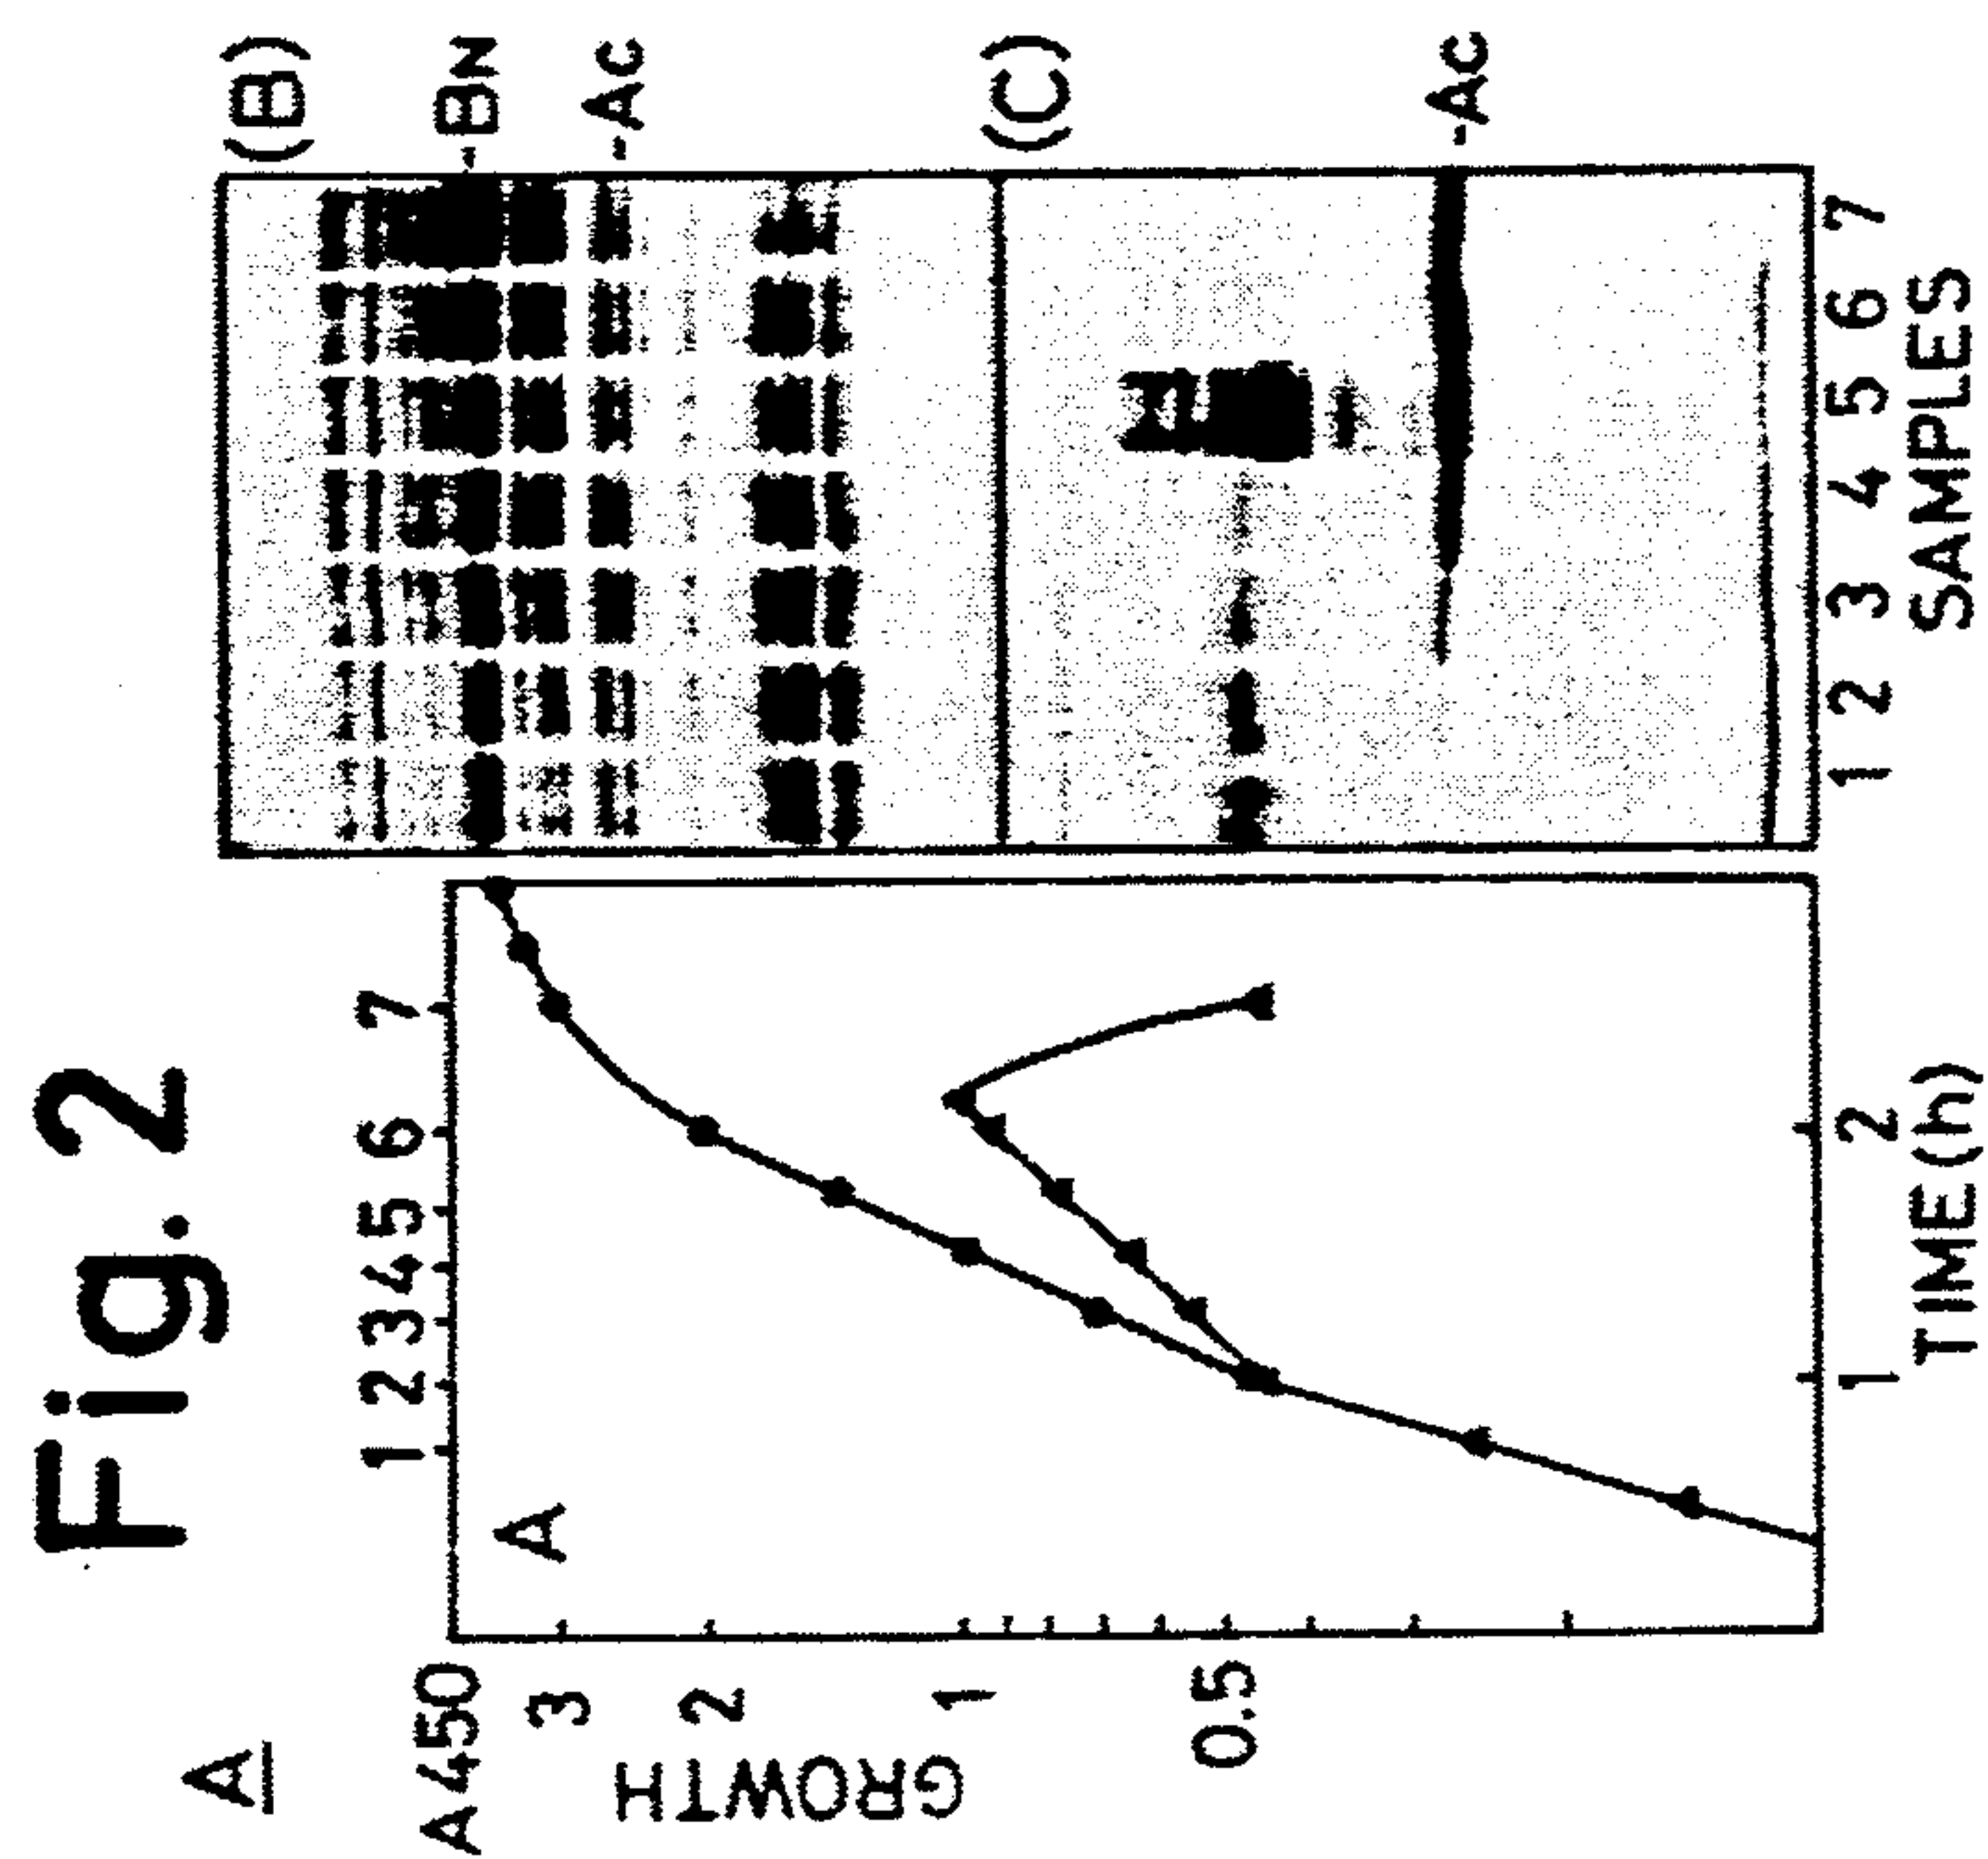 Fig. 2
A
A450
GROWTH
3
2
1
0.5
1 2 3 4 5 6 7
A
1 2
TIME(h)
(B)
-BN
-AC
(C)
-AC
1 2 3 4 5 6 7
SAMPLES